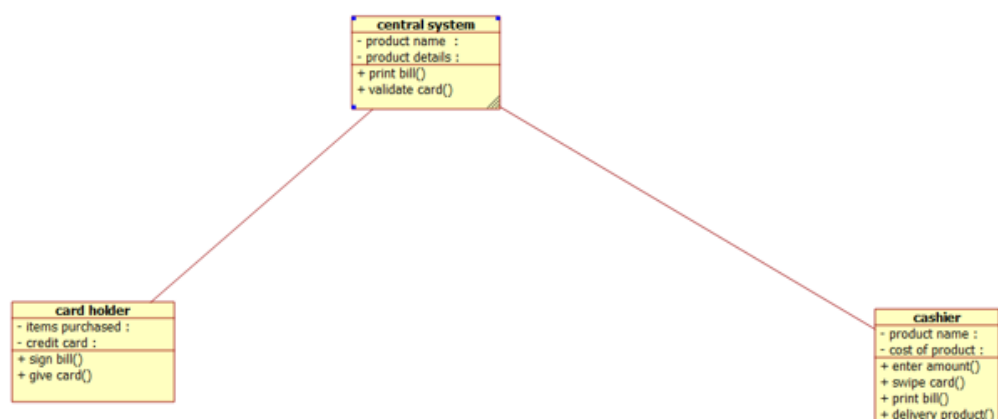 central system
- product name :
- product details :
+ print bill()
+ validate card()
card holder
- items purchased :
- credit card :
+ sign bill()
+ give card()
cashier
- product name :
- cost of product :
+ enter amount()
+ swipe card()
+ print bill()
+ delivery product()